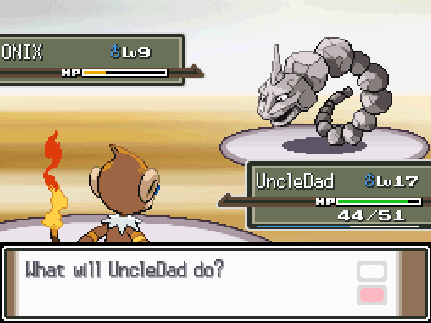 ONIX ♂Lv9
HP
UncleDad ♂Lv17
HP
44/51
What will UncleDad do?